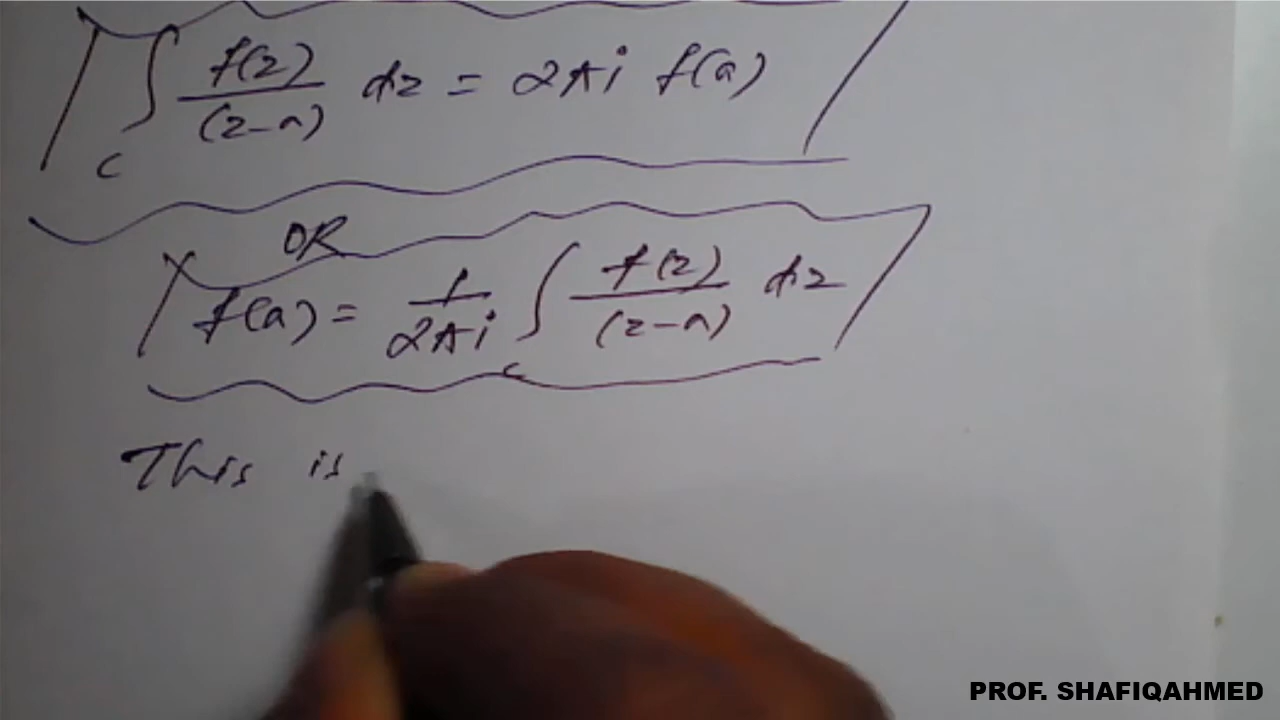 ∫_C f(z)/(z-a) dz = 2πi f(a)
OR
f(a) = 1/2πi ∫_C f(z)/(z-a) dz
This is
PROF. SHAFIQAHMED